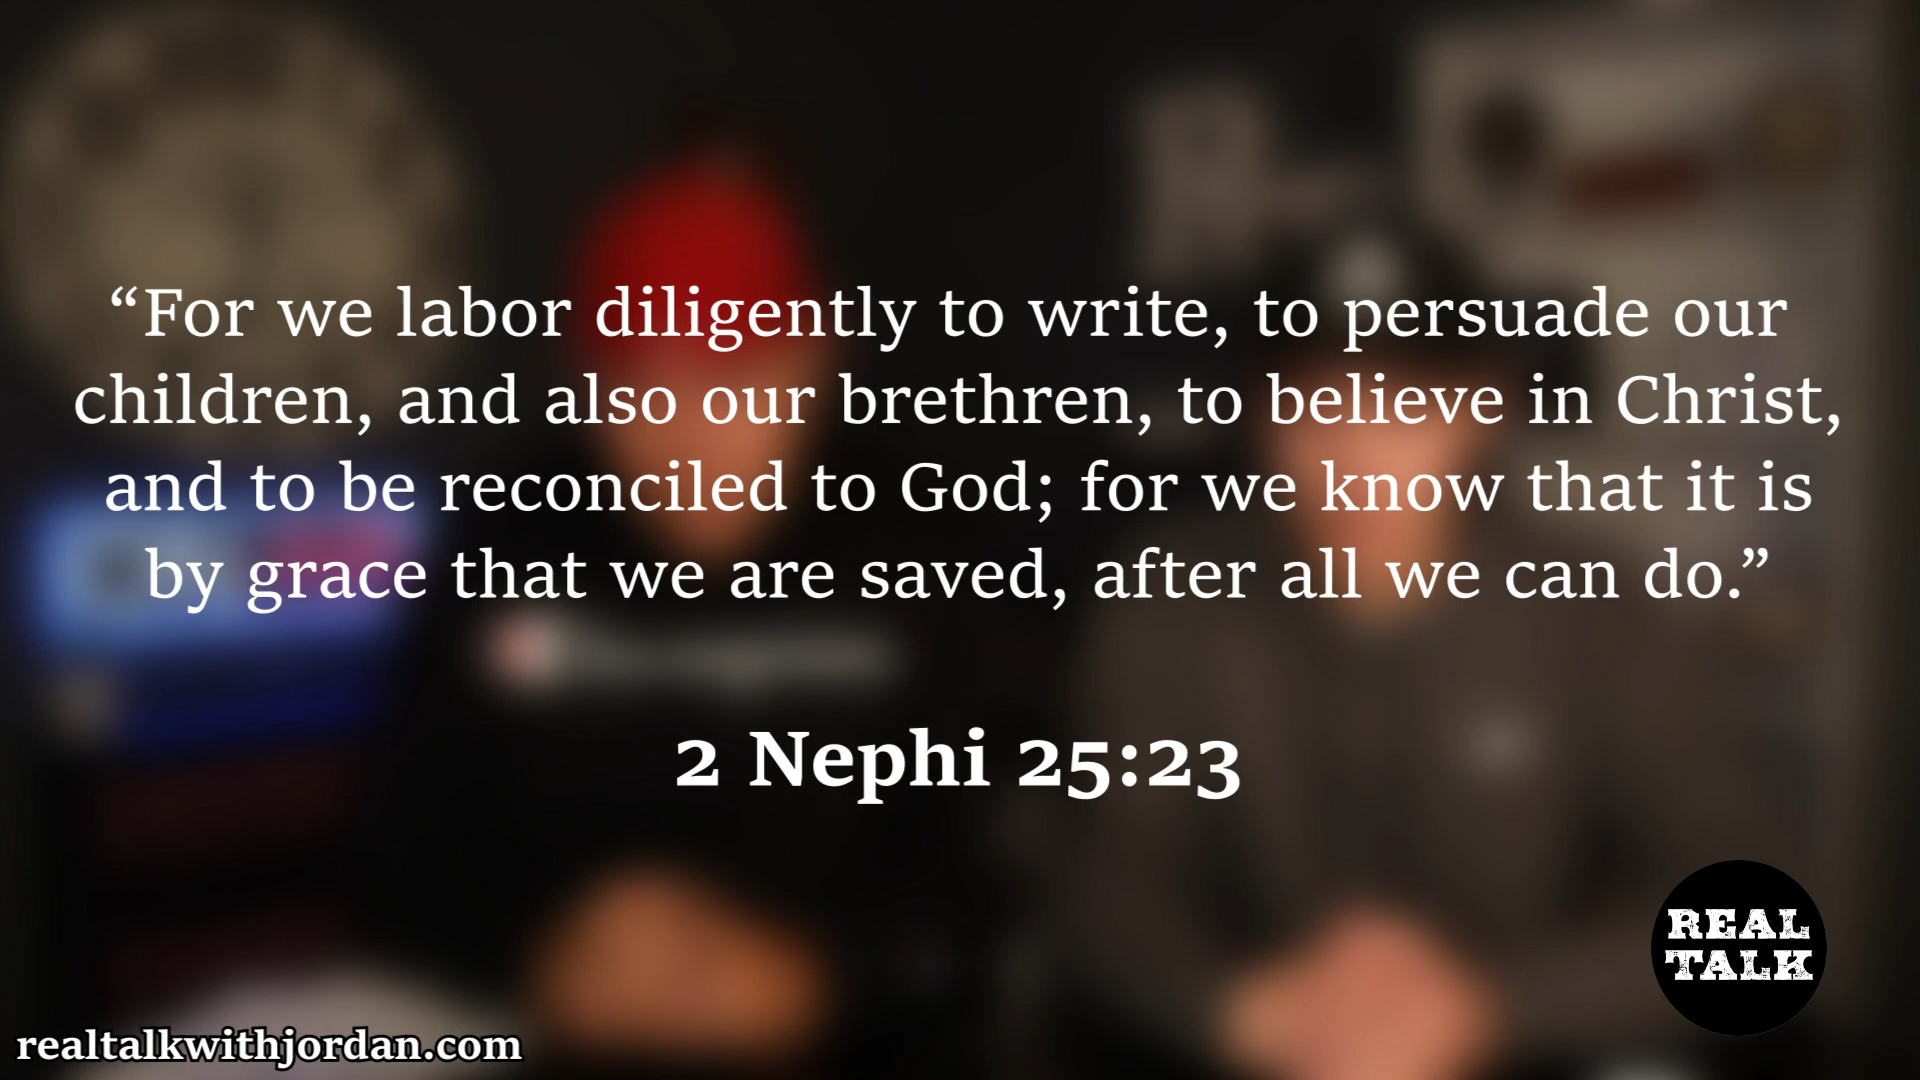 “For we labor diligently to write, to persuade our
children, and also our brethren, to believe in Christ,
and to be reconciled to God; for we know that it is
by grace that we are saved, after all we can do.”
2 Nephi 25:23
REAL
TALK
realtalkwithjordan.com